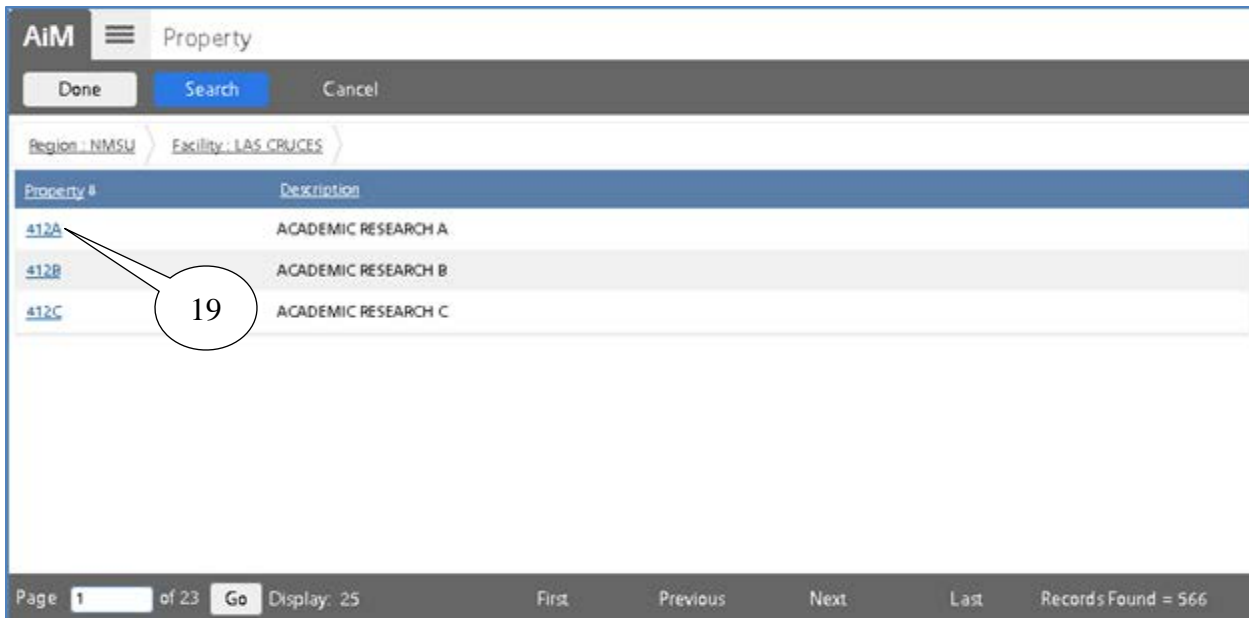 AiM Property
Done Search Cancel
Region : NMSU Facility : LAS CRUCES
Property Description
412A ACADEMIC RESEARCH A
412B ACADEMIC RESEARCH B
412C ACADEMIC RESEARCH C
19
Page 1 of 23 Go Display: 25 First Previous Next Last Records Found = 566